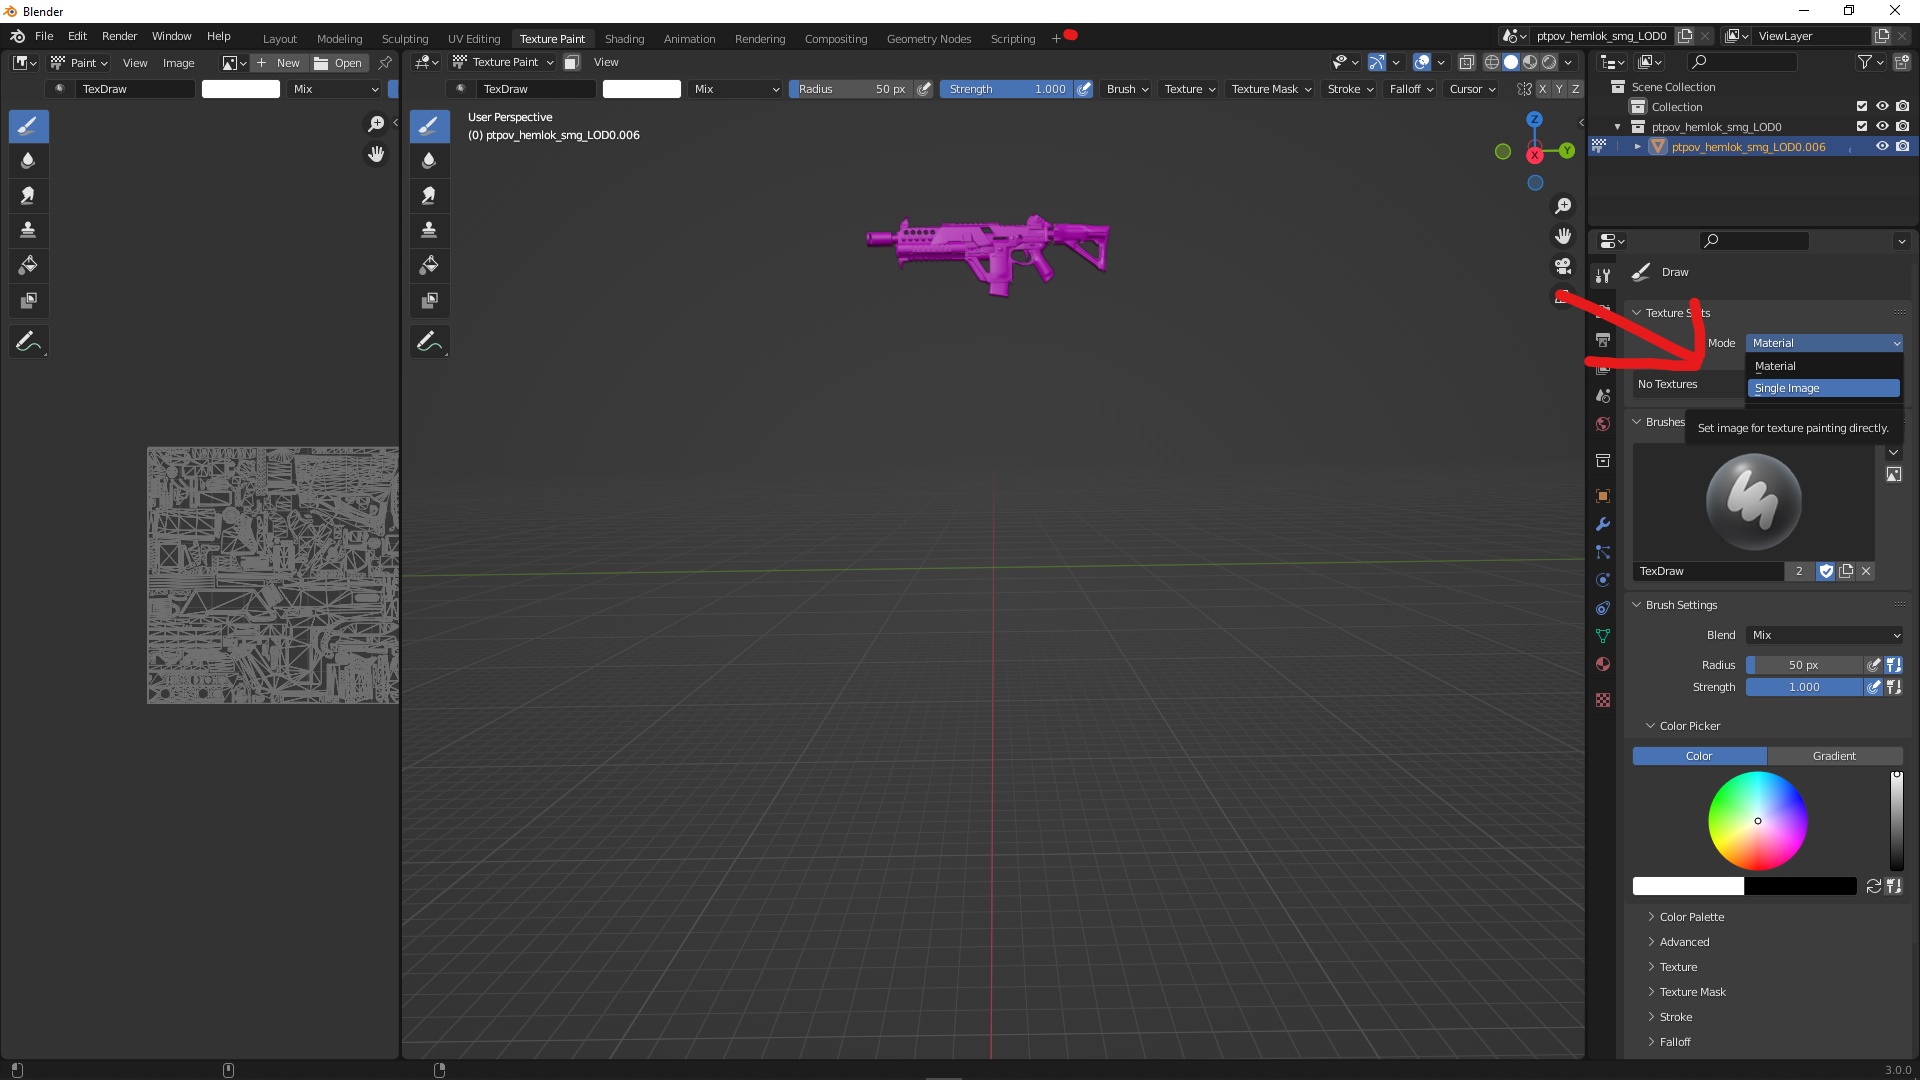 Blender
File Edit Render Window Help Layout Modeling Sculpting UV Editing Texture Paint Shading Animation Rendering Compositing Geometry Nodes Scripting + ptpov_hemlok_smg_LOD0 ViewLayer
Paint View Image + New Open Texture Paint View
TexDraw Mix TexDraw Mix Radius 50 px Strength 1.000 Brush Texture Texture Mask Stroke Falloff Cursor X Y Z
User Perspective
(0) ptpov_hemlok_smg_LOD0.006
Z
Y
X
Scene Collection
Collection
ptpov_hemlok_smg_LOD0
ptpov_hemlok_smg_LOD0.006
Draw
Texture
Mode Material
Material
No Textures
Single Image
Brushes
Set image for texture painting directly.
TexDraw 2
Brush Settings
Blend Mix
Radius 50 px
Strength 1.000
Color Picker
Color Gradient
Color Palette
Advanced
Texture
Texture Mask
Stroke
Falloff
3.0.0